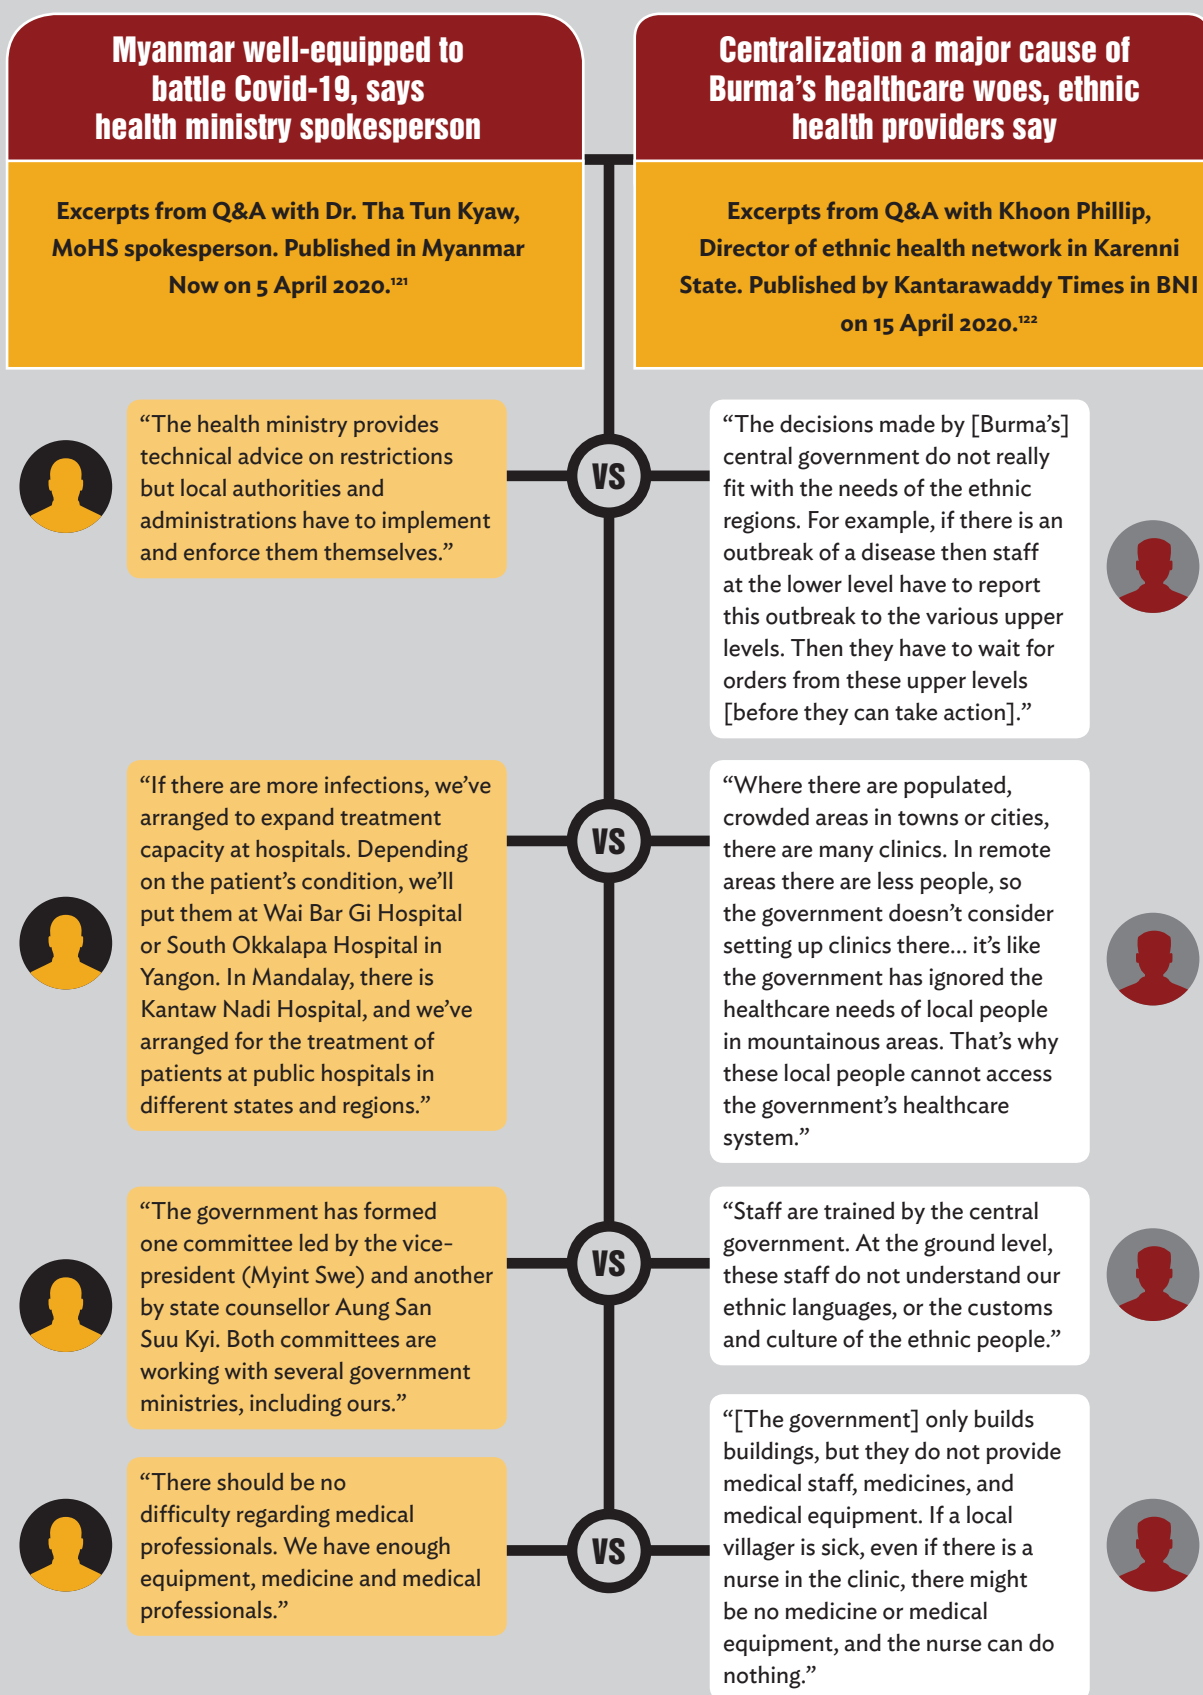 Myanmar well-equipped to
battle Covid-19, says
health ministry spokesperson
Excerpts from Q&A with Dr. Tha Tun Kyaw,
MoHS spokesperson. Published in Myanmar
Now on 5 April 2020.¹²¹
Centralization a major cause of
Burma’s healthcare woes, ethnic
health providers say
Excerpts from Q&A with Khoon Phillip,
Director of ethnic health network in Karenni
State. Published by Kantarawaddy Times in BNI
on 15 April 2020.¹²²
“The health ministry provides
technical advice on restrictions
but local authorities and
administrations have to implement
and enforce them themselves.”
VS
“The decisions made by [Burma’s]
central government do not really
fit with the needs of the ethnic
regions. For example, if there is an
outbreak of a disease then staff
at the lower level have to report
this outbreak to the various upper
levels. Then they have to wait for
orders from these upper levels
[before they can take action].”
“If there are more infections, we’ve
arranged to expand treatment
capacity at hospitals. Depending
on the patient’s condition, we’ll
put them at Wai Bar Gi Hospital
or South Okkalapa Hospital in
Yangon. In Mandalay, there is
Kantaw Nadi Hospital, and we’ve
arranged for the treatment of
patients at public hospitals in
different states and regions.”
VS
“Where there are populated,
crowded areas in towns or cities,
there are many clinics. In remote
areas there are less people, so
the government doesn’t consider
setting up clinics there... it’s like
the government has ignored the
healthcare needs of local people
in mountainous areas. That’s why
these local people cannot access
the government’s healthcare
system.”
“The government has formed
one committee led by the vice-
president (Myint Swe) and another
by state counsellor Aung San
Suu Kyi. Both committees are
working with several government
ministries, including ours.”
VS
“Staff are trained by the central
government. At the ground level,
these staff do not understand our
ethnic languages, or the customs
and culture of the ethnic people.”
“There should be no
difficulty regarding medical
professionals. We have enough
equipment, medicine and medical
professionals.”
VS
“[The government] only builds
buildings, but they do not provide
medical staff, medicines, and
medical equipment. If a local
villager is sick, even if there is a
nurse in the clinic, there might
be no medicine or medical
equipment, and the nurse can do
nothing.”